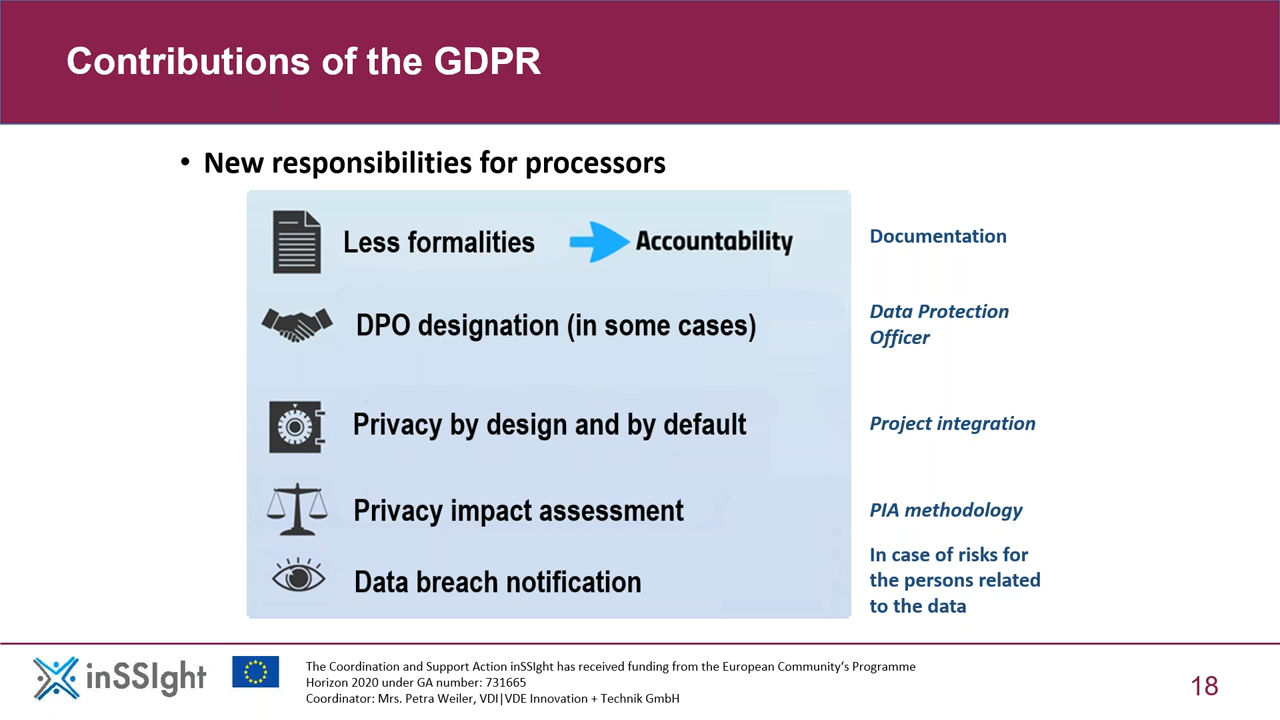 Contributions of the GDPR
• New responsibilities for processors
Less formalities
Accountability
Documentation
DPO designation (in some cases)
Data Protection
Officer
Privacy by design and by default
Project integration
Privacy impact assessment
PIA methodology
Data breach notification
In case of risks for
the persons related
to the data
inSSIght
The Coordination and Support Action inSSIght has received funding from the European Community's Programme
Horizon 2020 under GA number: 731665
Coordinator: Mrs. Petra Weiler, VDI|VDE Innovation + Technik GmbH
18